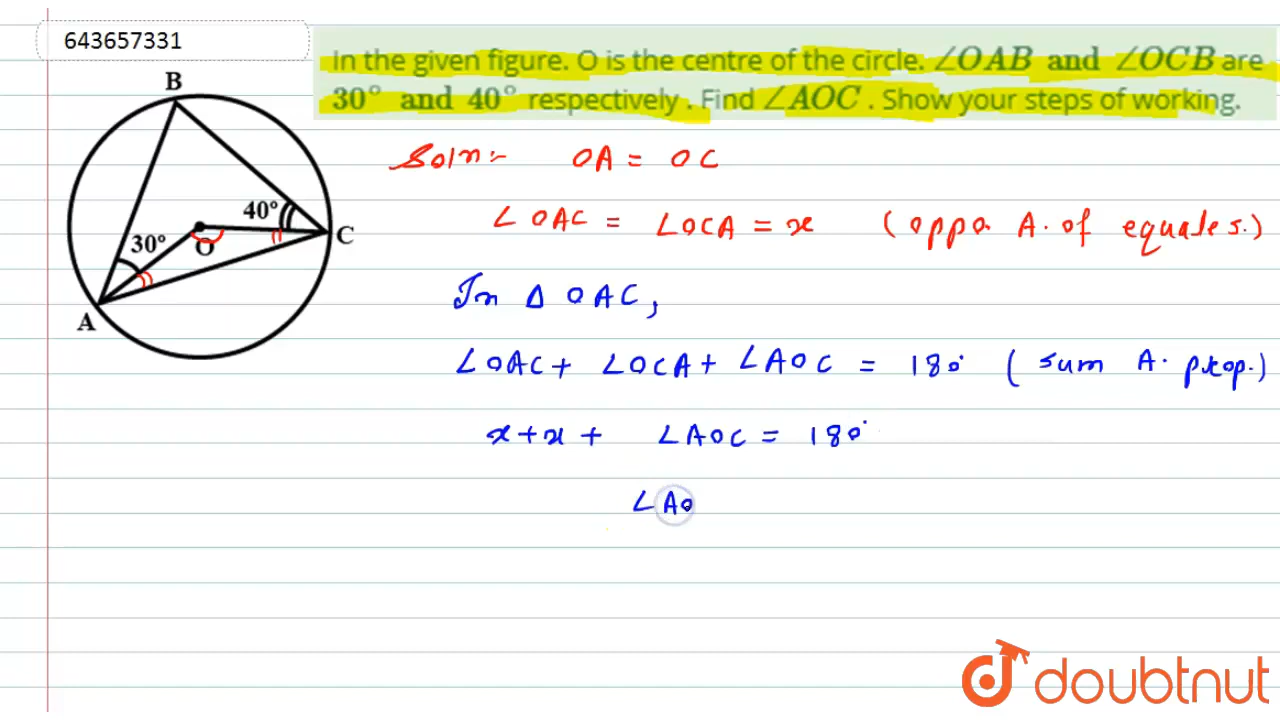 643657331
In the given figure. O is the centre of the circle. ∠OAB and ∠OCB are
30° and 40° respectively . Find ∠AOC . Show your steps of working.
B
40°
C
30°
O
A
Soln :- OA = OC
∠OAC = ∠OCA = x (oppo. A. of equales.)
In Δ OAC,
∠OAC + ∠OCA + ∠AOC = 180° (sum A. prop.)
x + x + ∠AOC = 180°
∠AO
doubtnut